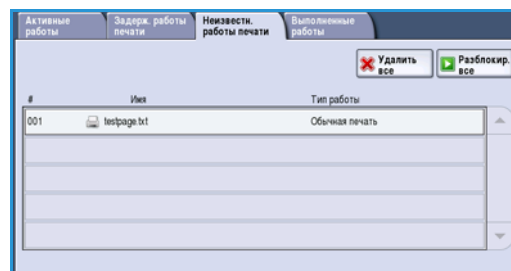 Активные работы
Задерж. работы печати
Неизвестн. работы печати
Выполненные работы
Удалить все
Разблокир. все
# Имя Тип работы
001 testpage.txt Обычная печать